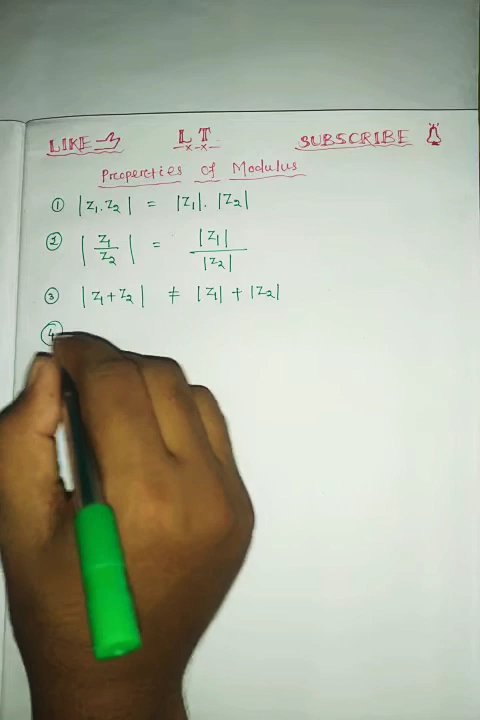 LIKE LT SUBSCRIBE
-x-x-
Properties of Modulus
① |z₁.z₂| = |z₁|.|z₂|
② |z₁/z₂| = |z₁|/|z₂|
③ |z₁+z₂| ≠ |z₁|+|z₂|
④